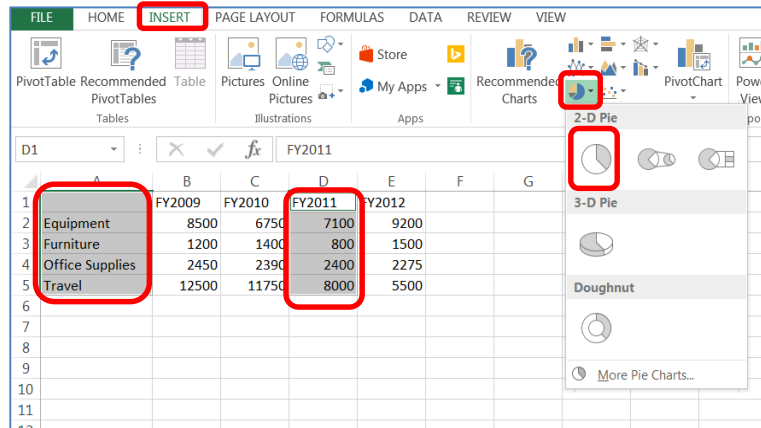 FILE HOME INSERT PAGE LAYOUT FORMULAS DATA REVIEW VIEW
PivotTable Recommended PivotTables Table
Tables
Pictures Online Pictures
Illustrations
Store
My Apps
Apps
Recommended Charts
PivotChart
2-D Pie
D1 fx FY2011
A B C D E F G
1 FY2009 FY2010 FY2011 FY2012
2 Equipment 8500 6750 7100 9200
3 Furniture 1200 1400 800 1500
4 Office Supplies 2450 2390 2400 2275
5 Travel 12500 11750 8000 5500
6
7
8
9
10
11
3-D Pie
Doughnut
More Pie Charts...